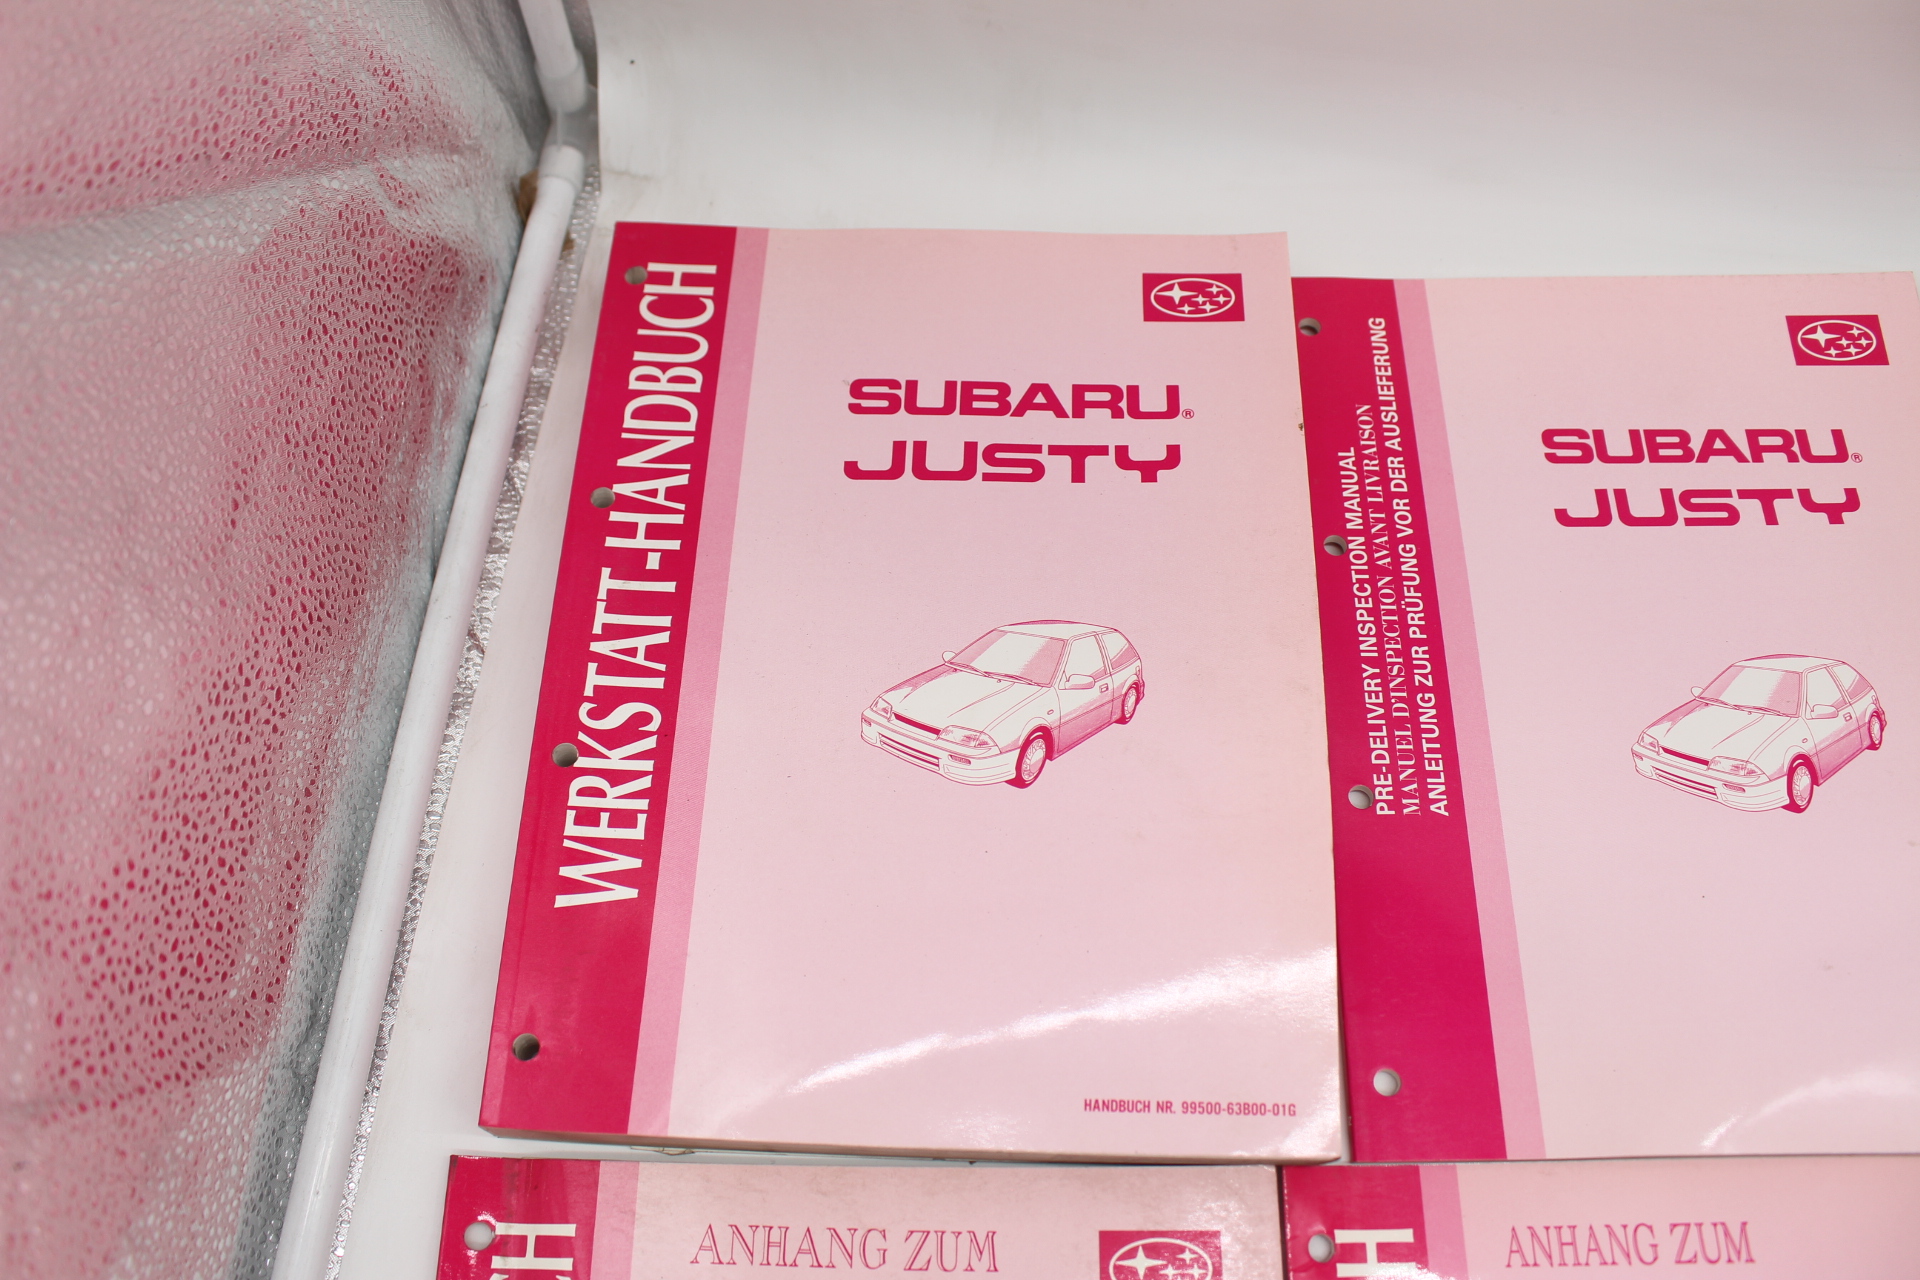 WERKSTATT-HANDBUCH
SUBARU®
JUSTY
HANDBUCH NR. 99500-63B00-01G
PRE-DELIVERY INSPECTION MANUAL
MANUEL D'INSPECTION AVANT LIVRAISON
ANLEITUNG ZUR PRÜFUNG VOR DER AUSLIEFERUNG
SUBARU®
JUSTY
CH
ANHANG ZUM
H
ANHANG ZUM